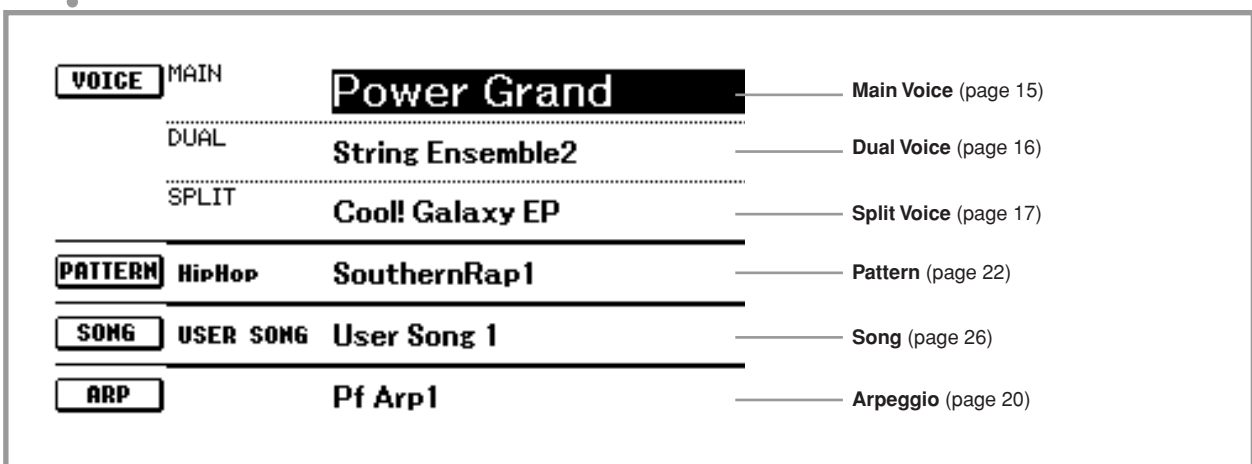 VOICE MAIN Power Grand Main Voice (page 15)
DUAL String Ensemble2 Dual Voice (page 16)
SPLIT Cool! Galaxy EP Split Voice (page 17)
PATTERN HipHop SouthernRap1 Pattern (page 22)
SONG USER SONG User Song 1 Song (page 26)
ARP Pf Arp1 Arpeggio (page 20)